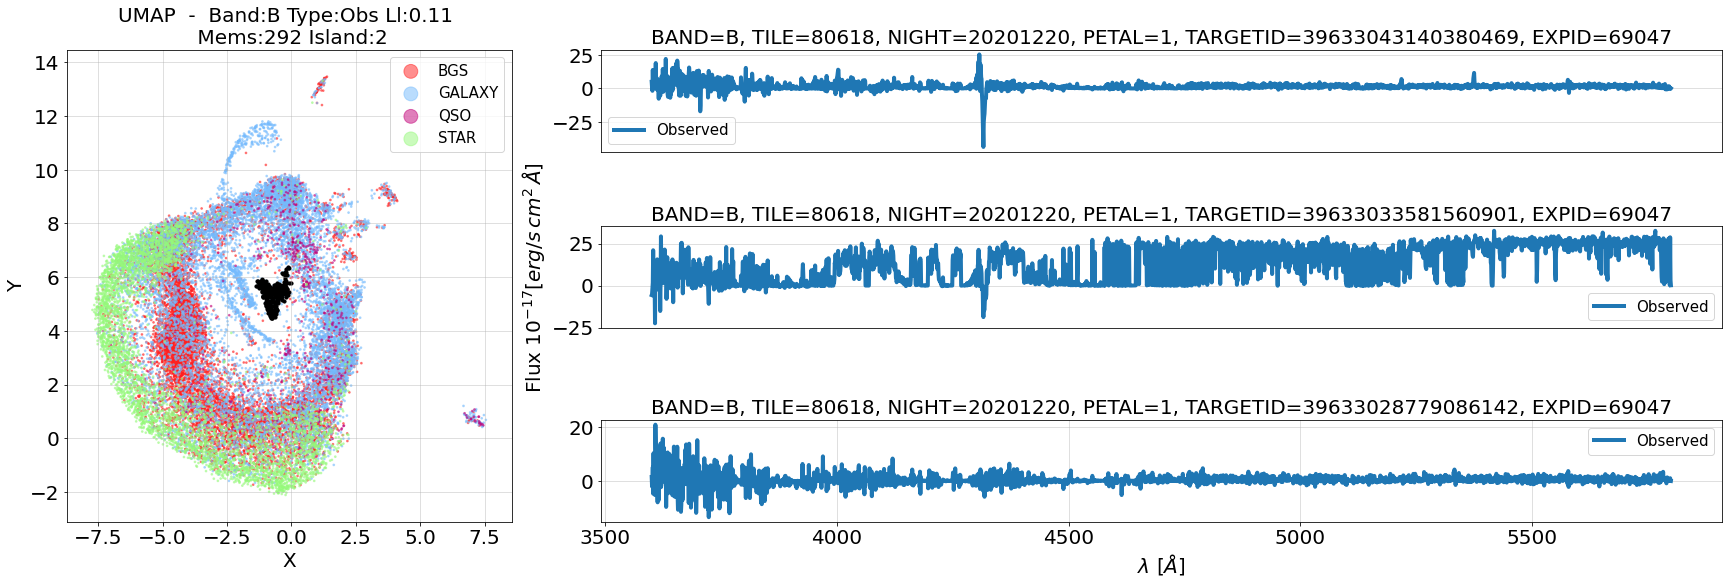 UMAP - Band:B Type:Obs Ll:0.11
Mems:292 Island:2
14
12
10
8
6
4
2
0
−2
Y
−7.5 −5.0 −2.5 0.0 2.5 5.0 7.5
X
BGS
GALAXY
QSO
STAR
Flux 10⁻¹⁷[erg/s cm² Å]
BAND=B, TILE=80618, NIGHT=20201220, PETAL=1, TARGETID=39633043140380469, EXPID=69047
25
0
−25
Observed
BAND=B, TILE=80618, NIGHT=20201220, PETAL=1, TARGETID=39633033581560901, EXPID=69047
25
0
−25
Observed
BAND=B, TILE=80618, NIGHT=20201220, PETAL=1, TARGETID=39633028779086142, EXPID=69047
20
0
Observed
3500 4000 4500 5000 5500
λ [Å]